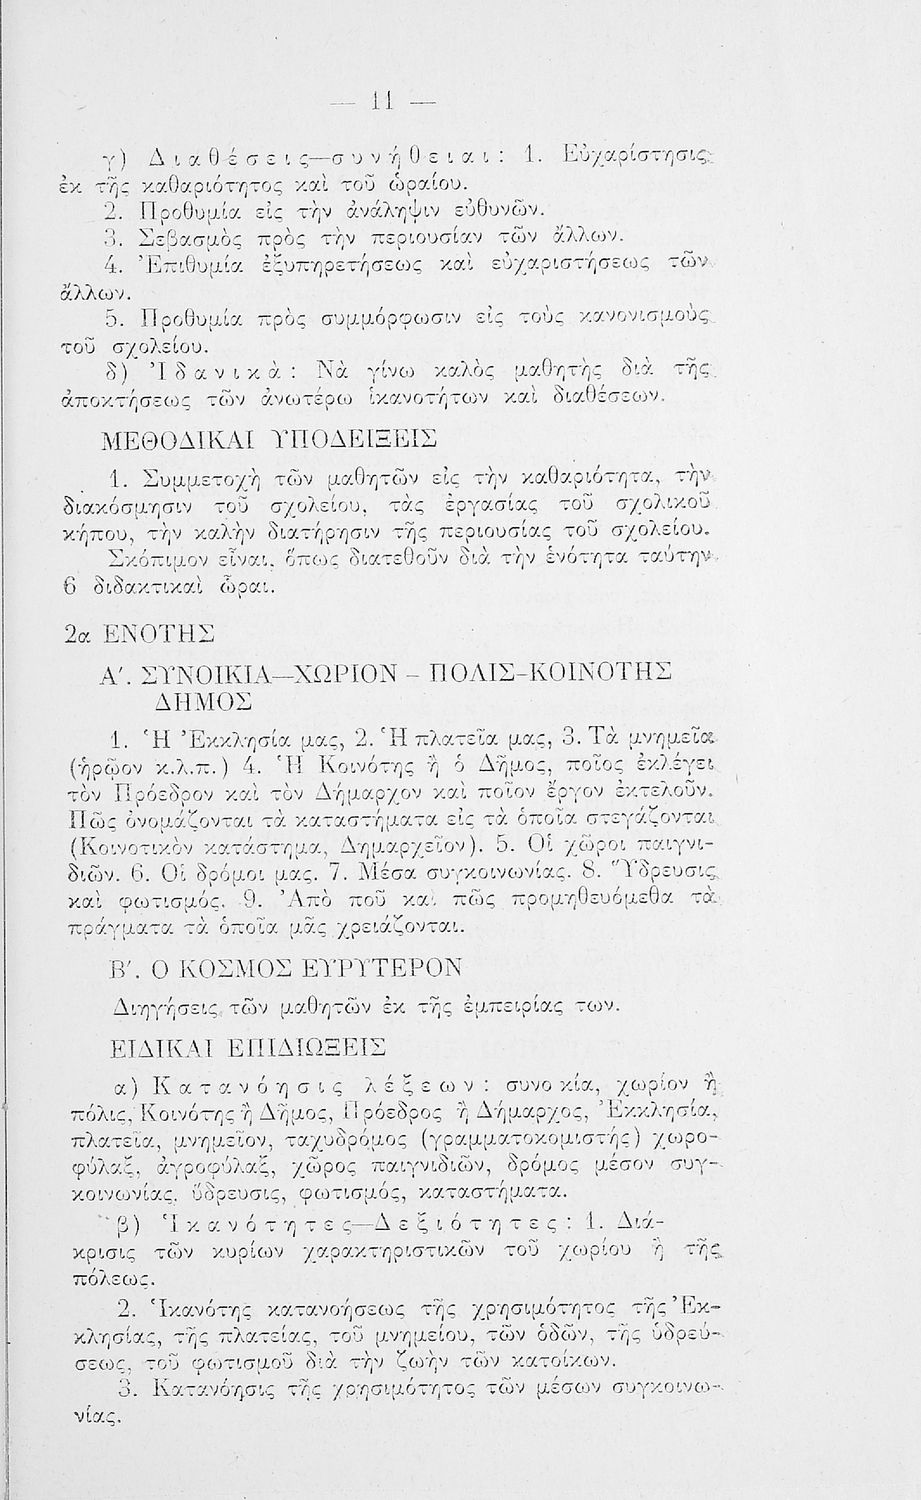 — 11 —
γ) Διαθέσεις—συνήθειαι: 1. Εὐχαρίστησις
ἐκ τῆς καθαριότητος καὶ τοῦ ὡραίου.
2. Προθυμία εἰς τὴν ἀνάληψιν εὐθυνῶν.
3. Σεβασμὸς πρὸς τὴν περιουσίαν τῶν ἄλλων.
4. Ἐπιθυμία ἐξυπηρετήσεως καὶ εὐχαριστήσεως τῶν
ἄλλων.
5. Προθυμία πρὸς συμμόρφωσιν εἰς τοὺς κανονισμοὺς
τοῦ σχολείου.
δ) Ἰδανικὰ: Νὰ γίνω καλὸς μαθητὴς διὰ τῆς
ἀποκτήσεως τῶν ἀνωτέρω ἱκανοτήτων καὶ διαθέσεων.
ΜΕΘΟΔΙΚΑΙ ΥΠΟΔΕΙΞΕΙΣ
1. Συμμετοχὴ τῶν μαθητῶν εἰς τὴν καθαριότητα, τὴν
διακόσμησιν τοῦ σχολείου, τὰς ἐργασίας τοῦ σχολικοῦ
κήπου, τὴν καλὴν διατήρησιν τῆς περιουσίας τοῦ σχολείου.
Σκόπιμον εἶναι, ὅπως διατεθοῦν διὰ τὴν ἑνότητα ταύτην
6 διδακτικαὶ ὧραι.
2α ΕΝΟΤΗΣ
Α′. ΣΥΝΟΙΚΙΑ—ΧΩΡΙΟΝ - ΠΟΛΙΣ-ΚΟΙΝΟΤΗΣ
ΔΗΜΟΣ
1. Ἡ Ἐκκλησία μας, 2. Ἡ πλατεῖα μας, 3. Τὰ μνημεῖα
(ἡρῷον κ.λ.π.) 4. Ἡ Κοινότης ἢ ὁ Δῆμος, ποῖος ἐκλέγει
τὸν Πρόεδρον καὶ τὸν Δήμαρχον καὶ ποῖον ἔργον ἐκτελοῦν.
Πῶς ὀνομάζονται τὰ καταστήματα εἰς τὰ ὁποῖα στεγάζονται
(Κοινοτικὸν κατάστημα, Δημαρχεῖον). 5. Οἱ χῶροι παιγνι-
διῶν. 6. Οἱ δρόμοι μας. 7. Μέσα συγκοινωνίας. 8. Ὕδρευσις
καὶ φωτισμός. 9. Ἀπὸ ποῦ καὶ πῶς προμηθευόμεθα τὰ
πράγματα τὰ ὁποῖα μᾶς χρειάζονται.
Β′. Ο ΚΟΣΜΟΣ ΕΥΡΥΤΕΡΟΝ
Διηγήσεις τῶν μαθητῶν ἐκ τῆς ἐμπειρίας των.
ΕΙΔΙΚΑΙ ΕΠΙΔΙΩΞΕΙΣ
α) Κατανόησις λέξεων: συνοικία, χωρίον ἢ
πόλις, Κοινότης ἢ Δῆμος, Πρόεδρος ἢ Δήμαρχος, Ἐκκλησία,
πλατεῖα, μνημεῖον, ταχυδρόμος (γραμματοκομιστής) χωρο-
φύλαξ, ἀγροφύλαξ, χῶρος παιγνιδιῶν, δρόμος μέσον συγ-
κοινωνίας, ὕδρευσις, φωτισμός, καταστήματα.
β) Ἱκανότητες—Δεξιότητες: 1. Διά-
κρισις τῶν κυρίων χαρακτηριστικῶν τοῦ χωρίου ἢ τῆς
πόλεως.
2. Ἱκανότης κατανοήσεως τῆς χρησιμότητος τῆς Ἐκ-
κλησίας, τῆς πλατείας, τοῦ μνημείου, τῶν ὁδῶν, τῆς ὑδρεύ-
σεως, τοῦ φωτισμοῦ διὰ τὴν ζωὴν τῶν κατοίκων.
3. Κατανόησις τῆς χρησιμότητος τῶν μέσων συγκοινω-
νίας.